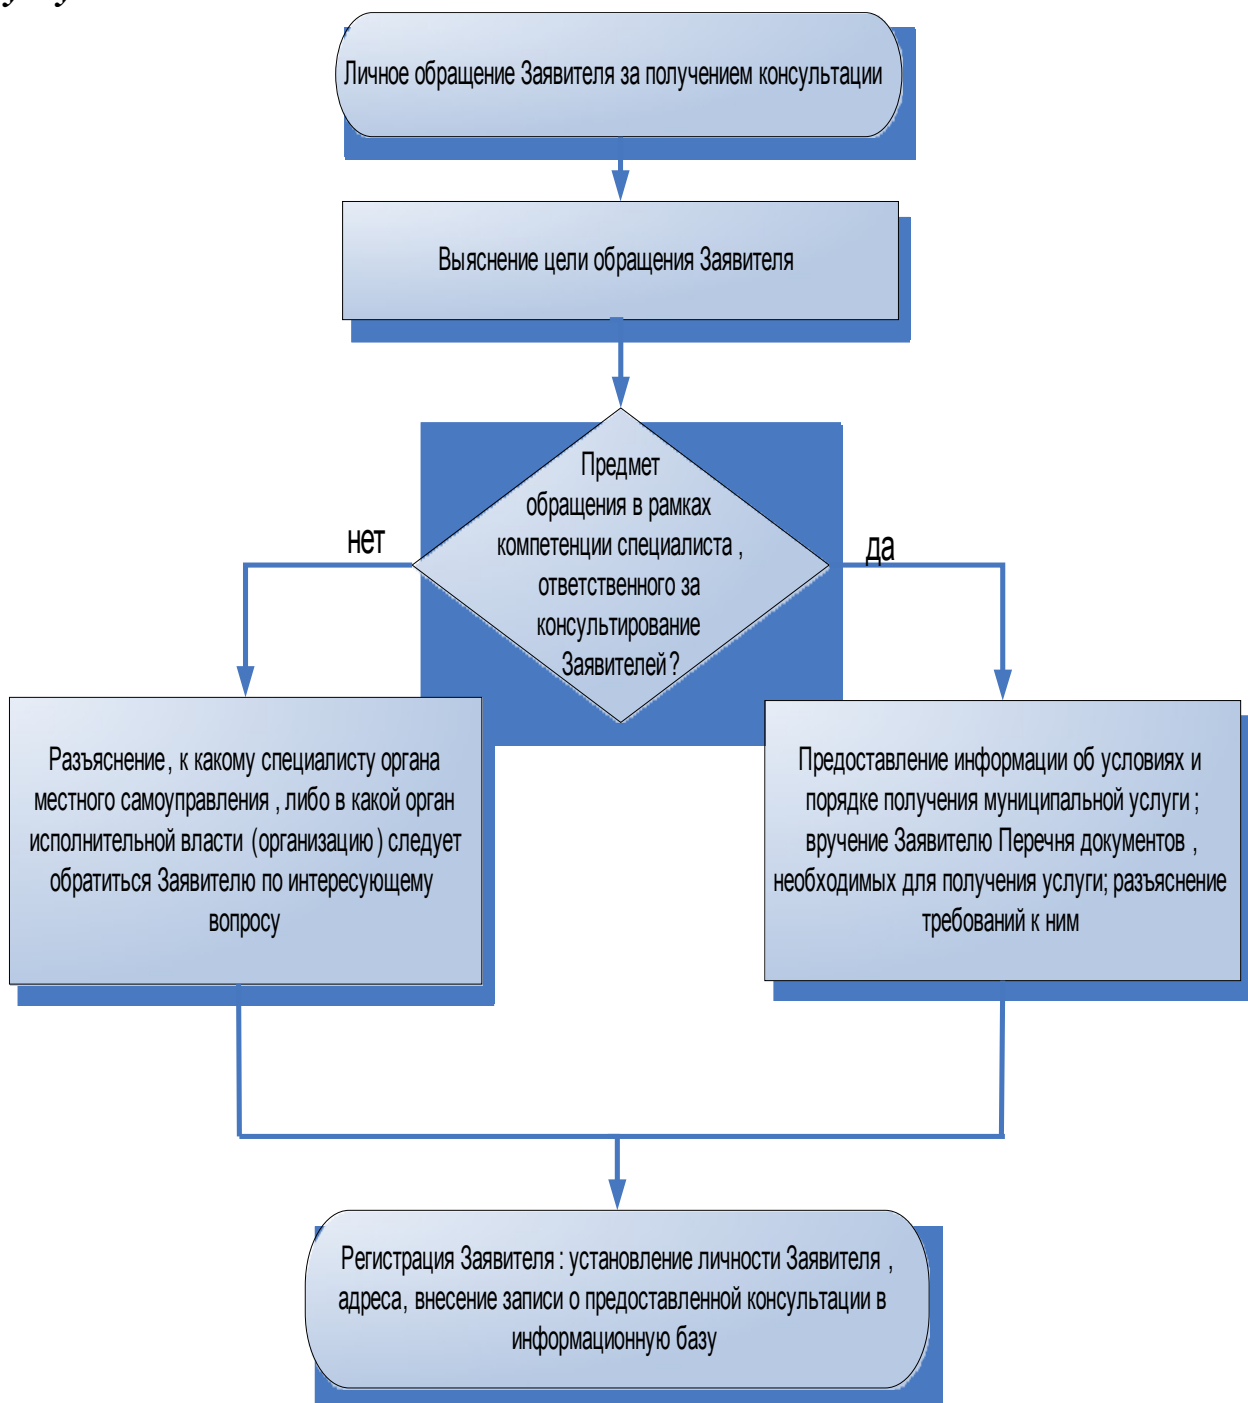 Личное обращение Заявителя за получением консультации
Выяснение цели обращения Заявителя
Предмет
обращения в рамках
компетенции специалиста ,
ответственного за
консультирование
Заявителей ?
нет
да
Разъяснение , к какому специалисту органа
местного самоуправления , либо в какой орган
исполнительной власти (организацию ) следует
обратиться Заявителю по интересующему
вопросу
Предоставление информации об условиях и
порядке получения муниципальной услуги ;
вручение Заявителю Перечня документов ,
необходимых для получения услуги; разъяснение
требований к ним
Регистрация Заявителя : установление личности Заявителя ,
адреса, внесение записи о предоставленной консультации в
информационную базу